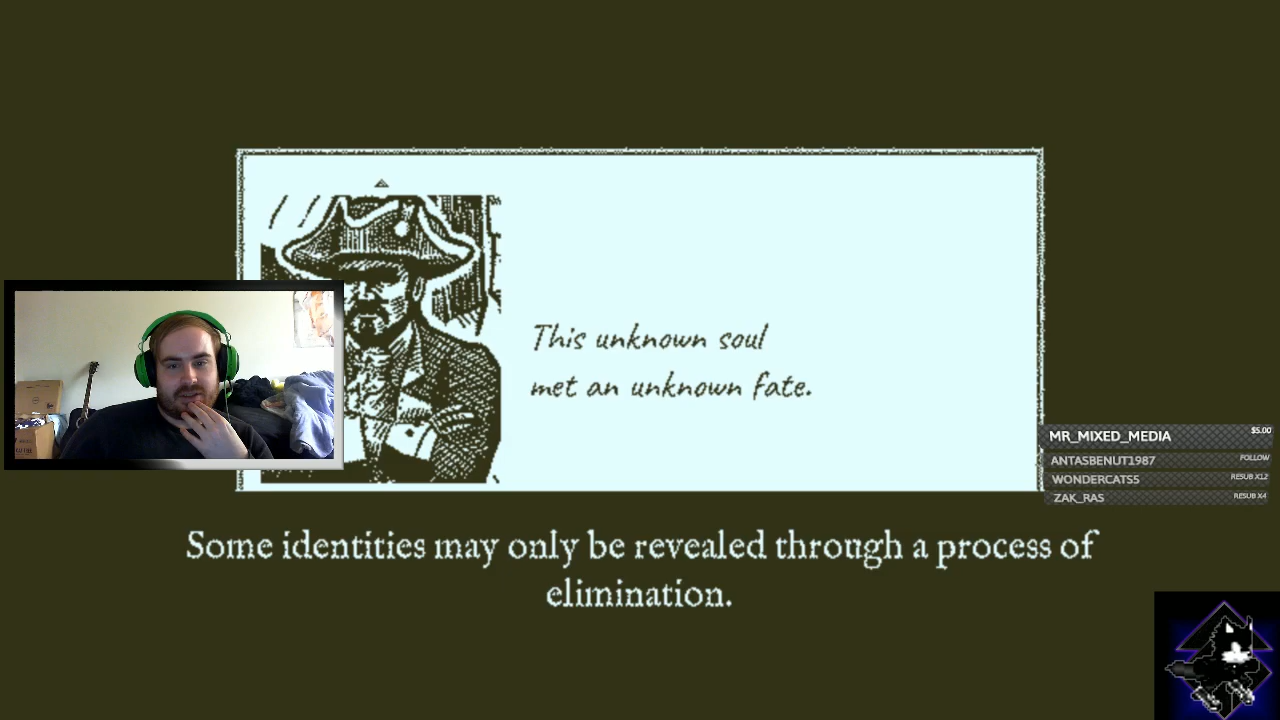 This unknown soul
met an unknown fate.
MR_MIXED_MEDIA $5.00
ANTASBENUT1987 FOLLOW
WONDERCATS5 RESUB X12
ZAK_RAS RESUB X4
Some identities may only be revealed through a process of
elimination.